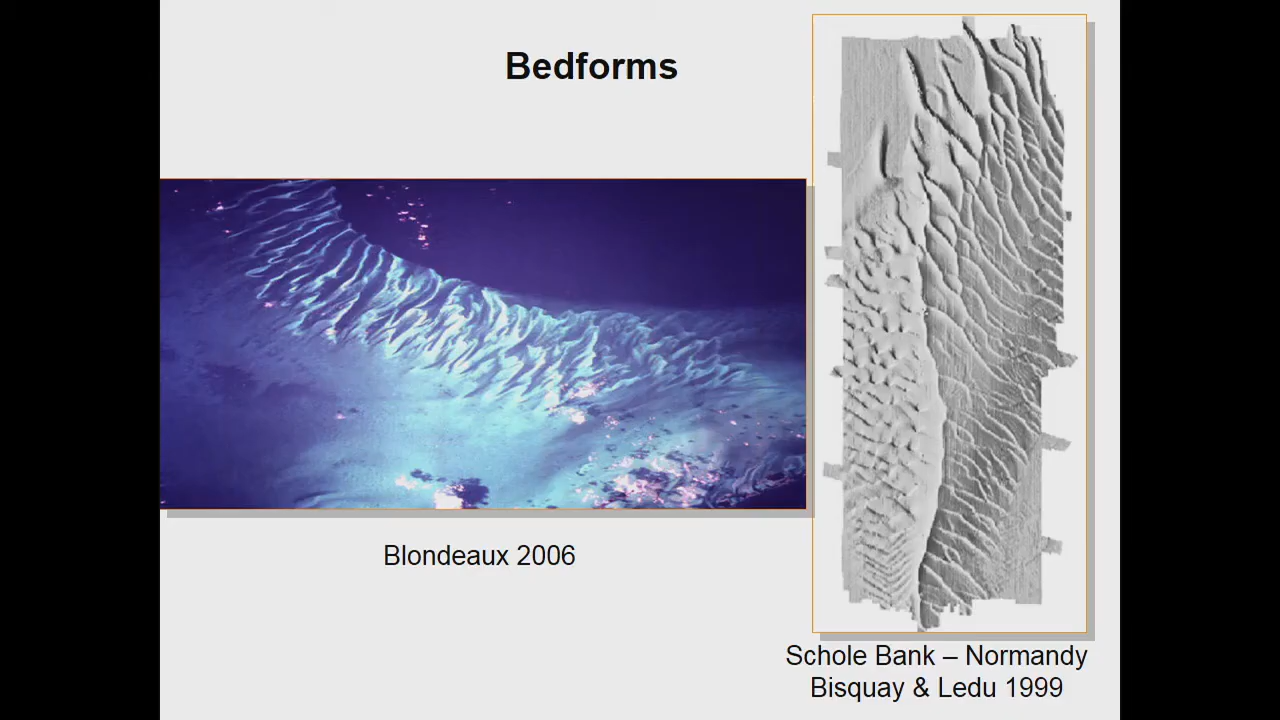 Bedforms
Blondeaux 2006
Schole Bank – Normandy
Bisquay & Ledu 1999